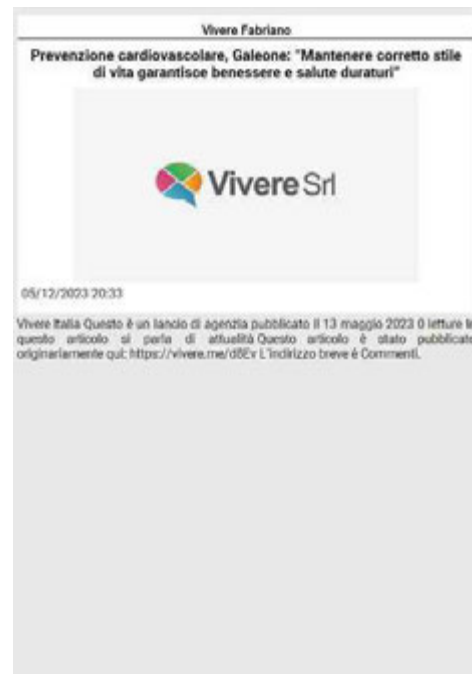 Vivere Fabriano
Prevenzione cardiovascolare, Galeone: "Mantenere corretto stile
di vita garantisce benessere e salute duraturi"
Vivere Srl
05/12/2023 20:33
Vivere Italia Questo è un lancio di agenzia pubblicato il 13 maggio 2023 0 letture In
questo articolo si parla di attualità Questo articolo è stato pubblicato
originariamente qui: https://vivere.me/d8Ev L'indirizzo breve è Commenti.